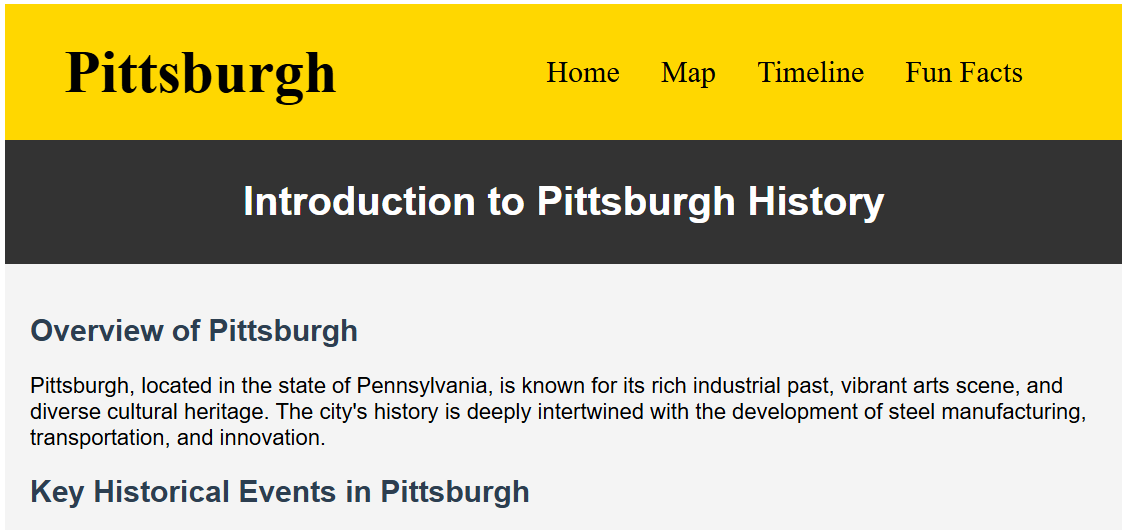 Pittsburgh
Home Map Timeline Fun Facts
Introduction to Pittsburgh History
Overview of Pittsburgh
Pittsburgh, located in the state of Pennsylvania, is known for its rich industrial past, vibrant arts scene, and
diverse cultural heritage. The city's history is deeply intertwined with the development of steel manufacturing,
transportation, and innovation.
Key Historical Events in Pittsburgh